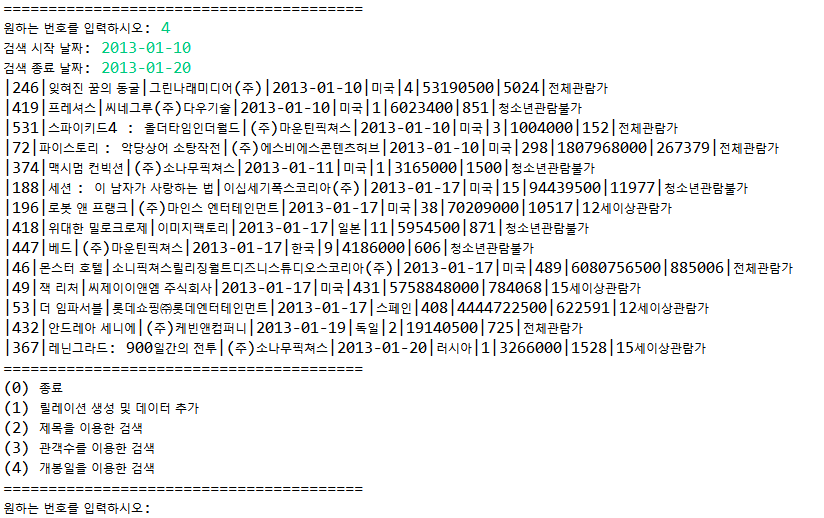 ========================================
원하는 번호를 입력하시오: 4
검색 시작 날짜: 2013-01-10
검색 종료 날짜: 2013-01-20
|246|잊혀진 꿈의 동굴|그린나래미디어(주)|2013-01-10|미국|4|53190500|5024|전체관람가
|419|프레셔스|씨네그루(주)다우기술|2013-01-10|미국|1|6023400|851|청소년관람불가
|531|스파이키드4 : 올더타임인더월드|(주)마운틴픽쳐스|2013-01-10|미국|3|1004000|152|전체관람가
|72|파이스토리 : 악당상어 소탕작전|(주)에스비에스콘텐츠허브|2013-01-10|미국|298|1807968000|267379|전체관람가
|374|맥시멈 컨빅션|(주)소나무픽쳐스|2013-01-11|미국|1|3165000|1500|청소년관람불가
|188|세션 : 이 남자가 사랑하는 법|이십세기폭스코리아(주)|2013-01-17|미국|15|94439500|11977|청소년관람불가
|196|로봇 앤 프랭크|(주)마인스 엔터테인먼트|2013-01-17|미국|38|70209000|10517|12세이상관람가
|418|위대한 밀로크로제|이미지팩토리|2013-01-17|일본|11|5954500|871|청소년관람불가
|447|베드|(주)마운틴픽쳐스|2013-01-17|한국|9|4186000|606|청소년관람불가
|46|몬스터 호텔|소니픽쳐스릴리징월트디즈니스튜디오스코리아(주)|2013-01-17|미국|489|6080756500|885006|전체관람가
|49|잭 리처|씨제이이앤엠 주식회사|2013-01-17|미국|431|5758848000|784068|15세이상관람가
|53|더 임파서블|롯데쇼핑㈜롯데엔터테인먼트|2013-01-17|스페인|408|4444722500|622591|12세이상관람가
|432|안드레아 세니에|(주)케빈앤컴퍼니|2013-01-19|독일|2|19140500|725|전체관람가
|367|레닌그라드: 900일간의 전투|(주)소나무픽쳐스|2013-01-20|러시아|1|3266000|1528|15세이상관람가
========================================
(0) 종료
(1) 릴레이션 생성 및 데이터 추가
(2) 제목을 이용한 검색
(3) 관객수를 이용한 검색
(4) 개봉일을 이용한 검색
========================================
원하는 번호를 입력하시오: